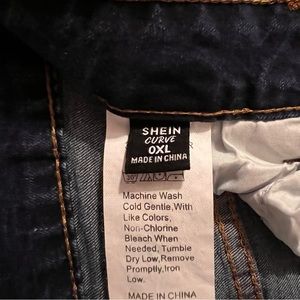 SHEIN
CURVE
0XL
MADE IN CHINA
Machine Wash
Cold Gentle,With
Like Colors,
Non-Chlorine
Bleach When
Needed, Tumble
Dry Low,Remove
Promptly,Iron
Low.
MADE IN CHINA